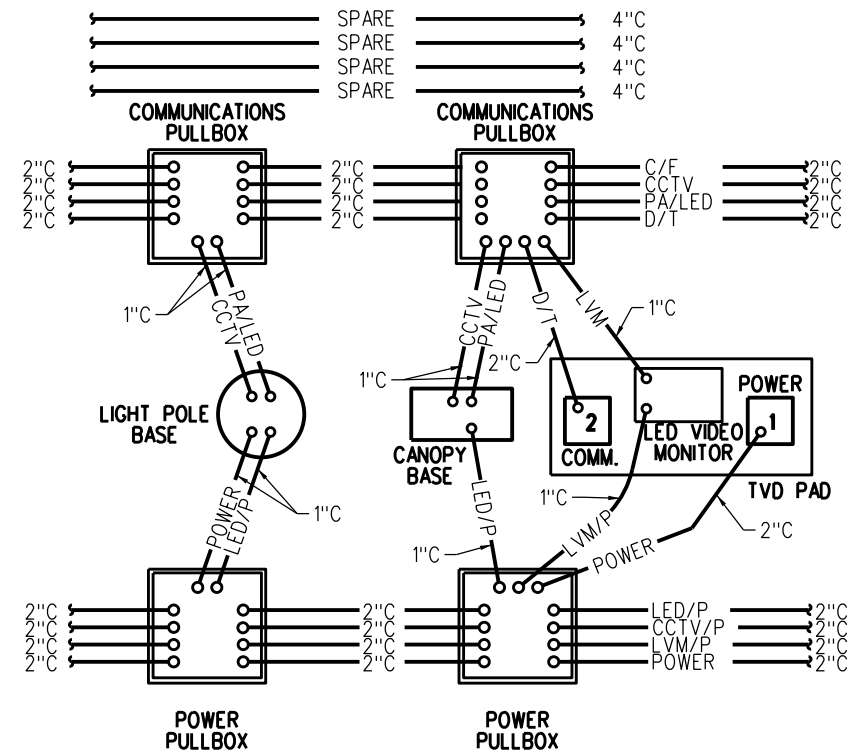 SPARE 4"C
SPARE 4"C
SPARE 4"C
SPARE 4"C
COMMUNICATIONS
PULLBOX
COMMUNICATIONS
PULLBOX
2"C 2"C C/F 2"C
2"C 2"C CCTV 2"C
2"C 2"C PA/LED 2"C
2"C 2"C D/T 2"C
1"C
CCTV
PA/LED
CCTV
PA/LED
D/T
LVM
1"C
2"C
1"C
LIGHT POLE
BASE
CANOPY
BASE
2
COMM.
LED VIDEO
MONITOR
POWER
1
TVD PAD
POWER
LED/P
1"C
LED/P
1"C
1"C
LVM/P
POWER
2"C
2"C 2"C LED/P 2"C
2"C 2"C CCTV/P 2"C
2"C 2"C LVM/P 2"C
2"C 2"C POWER 2"C
POWER
PULLBOX
POWER
PULLBOX